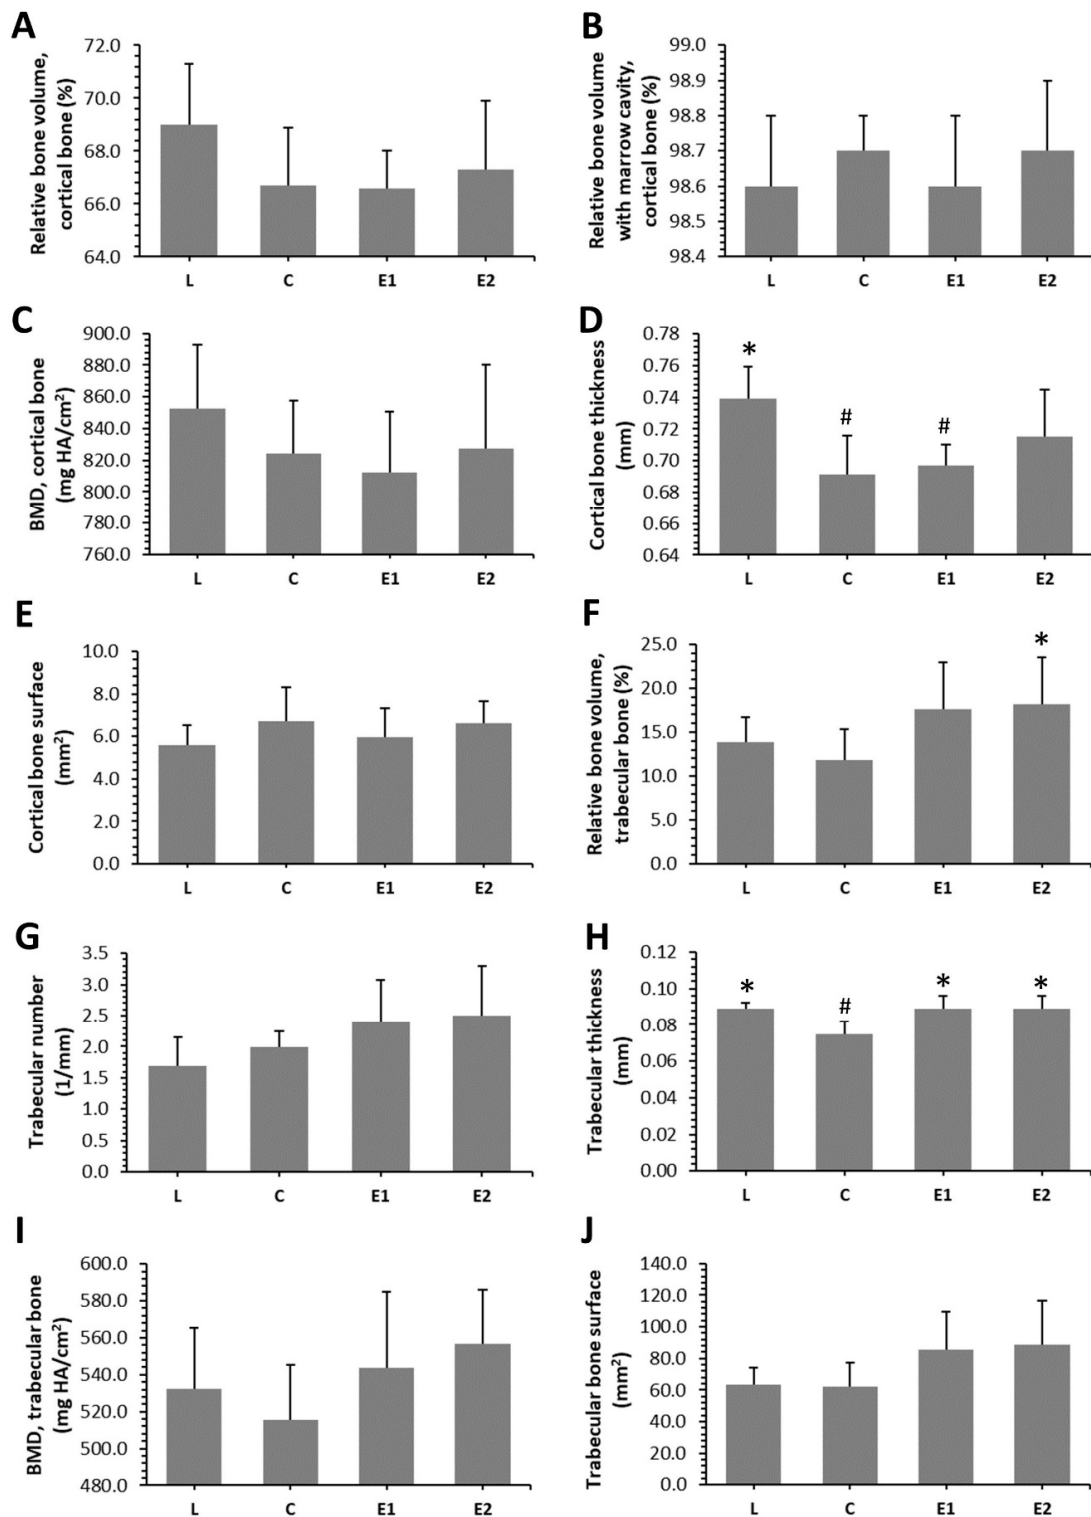 A
Relative bone volume,
cortical bone (%)
72.0
70.0
68.0
66.0
64.0
L C E1 E2
B
Relative bone volume
with marrow cavity,
cortical bone (%)
99.0
98.9
98.8
98.7
98.6
98.5
98.4
L C E1 E2
C
BMD, cortical bone
(mg HA/cm²)
900.0
880.0
860.0
840.0
820.0
800.0
780.0
760.0
L C E1 E2
D
Cortical bone thickness
(mm)
0.78
0.76
0.74
0.72
0.70
0.68
0.66
0.64
*
#
#
L C E1 E2
E
Cortical bone surface
(mm²)
10.0
8.0
6.0
4.0
2.0
0.0
L C E1 E2
F
Relative bone volume,
trabecular bone (%)
25.0
20.0
15.0
10.0
5.0
0.0
*
L C E1 E2
G
Trabecular number
(1/mm)
3.5
3.0
2.5
2.0
1.5
1.0
0.5
0.0
L C E1 E2
H
Trabecular thickness
(mm)
0.12
0.10
0.08
0.06
0.04
0.02
0.00
* # * *
L C E1 E2
I
BMD, trabecular bone
(mg HA/cm²)
600.0
580.0
560.0
540.0
520.0
500.0
480.0
L C E1 E2
J
Trabecular bone surface
(mm²)
140.0
120.0
100.0
80.0
60.0
40.0
20.0
0.0
L C E1 E2